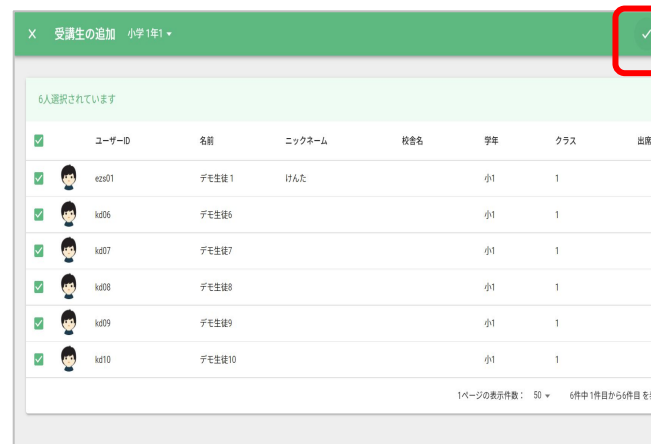 × 受講生の追加 小学1年1
6人選択されています
ユーザーID 名前 ニックネーム 校舎名 学年 クラス 出席
ezs01 デモ生徒1 けんた 小1 1
kd06 デモ生徒6 小1 1
kd07 デモ生徒7 小1 1
kd08 デモ生徒8 小1 1
kd09 デモ生徒9 小1 1
kd10 デモ生徒10 小1 1
1ページの表示件数： 50 6件中1件目から6件目 を